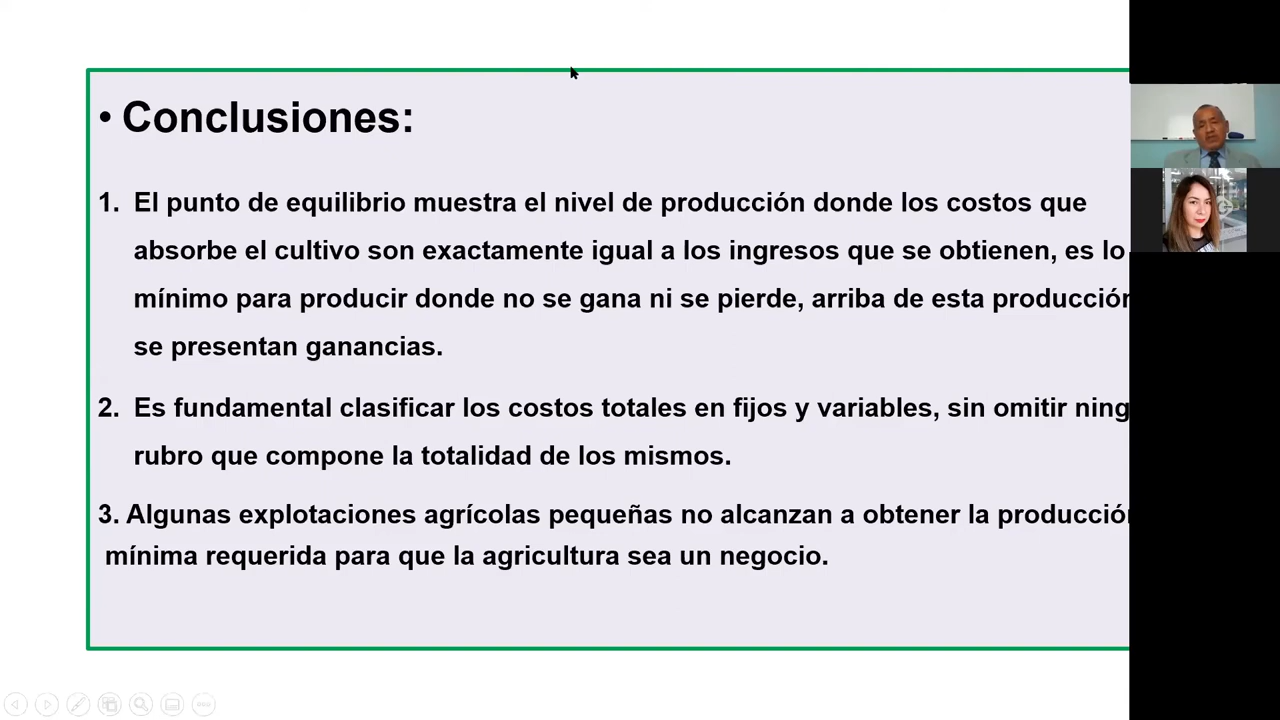 • Conclusiones:
1. El punto de equilibrio muestra el nivel de producción donde los costos que
absorbe el cultivo son exactamente igual a los ingresos que se obtienen, es lo
mínimo para producir donde no se gana ni se pierde, arriba de esta producción
se presentan ganancias.
2. Es fundamental clasificar los costos totales en fijos y variables, sin omitir ning
rubro que compone la totalidad de los mismos.
3. Algunas explotaciones agrícolas pequeñas no alcanzan a obtener la producción
mínima requerida para que la agricultura sea un negocio.